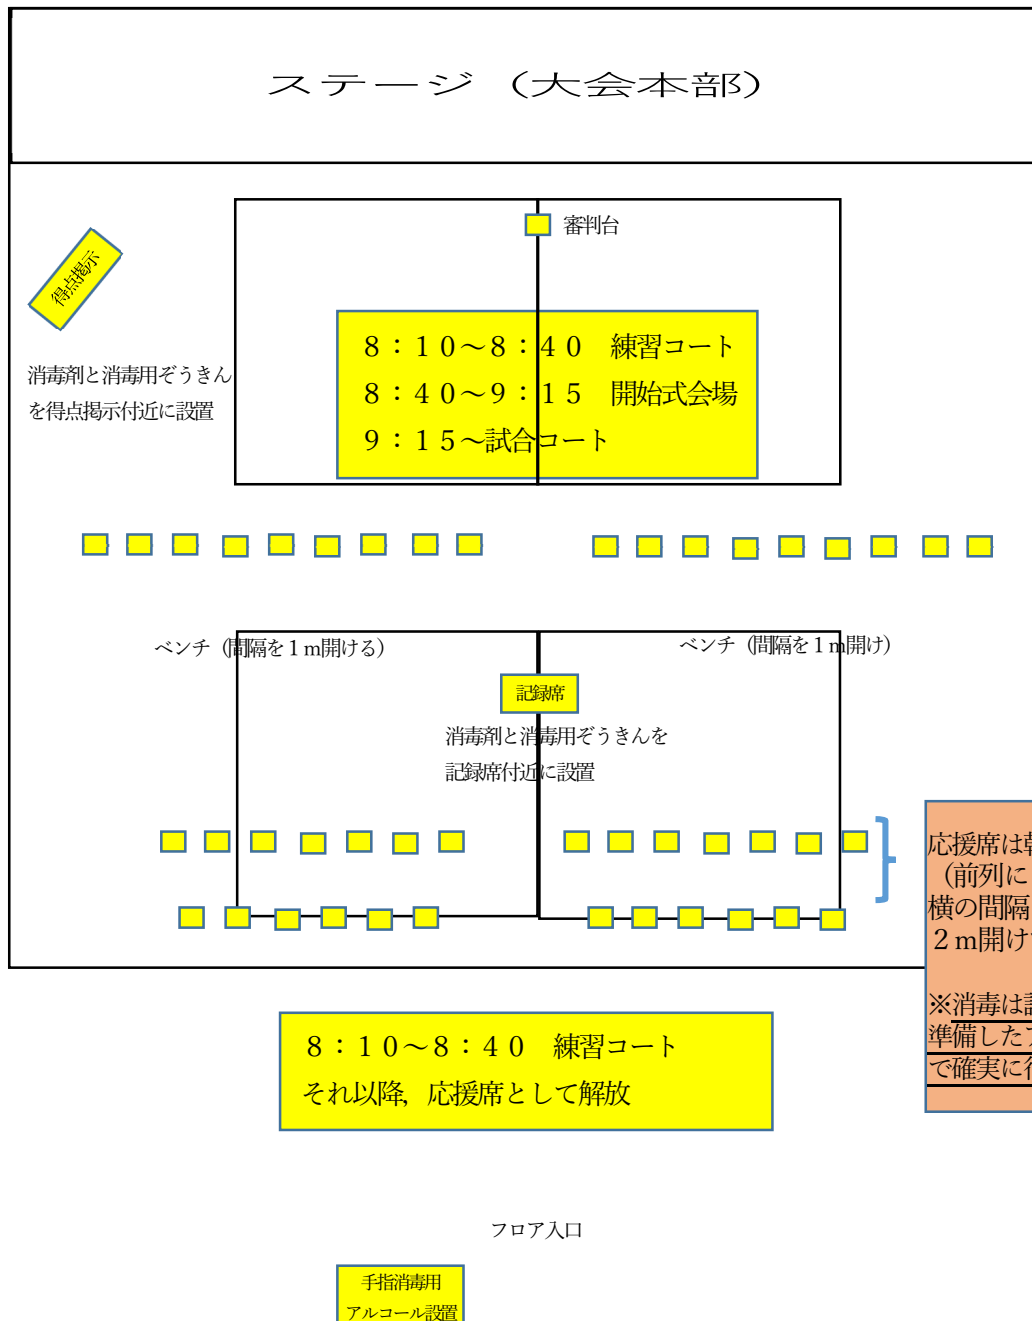 ステージ（大会本部）
審判台
得点掲示
８：１０～８：４０　練習コート
８：４０～９：１５　開始式会場
９：１５～試合コート
消毒剤と消毒用ぞうきん
を得点掲示付近に設置
ベンチ（間隔を１ｍ開ける）
ベンチ（間隔を１ｍ開け）
記録席
消毒剤と消毒用ぞうきんを
記録席付近に設置
応援席は
（前列に
横の間隔
２ｍ開け
※消毒は
準備した
で確実に
８：１０～８：４０　練習コート
それ以降，応援席として解放
フロア入口
手指消毒用
アルコール設置